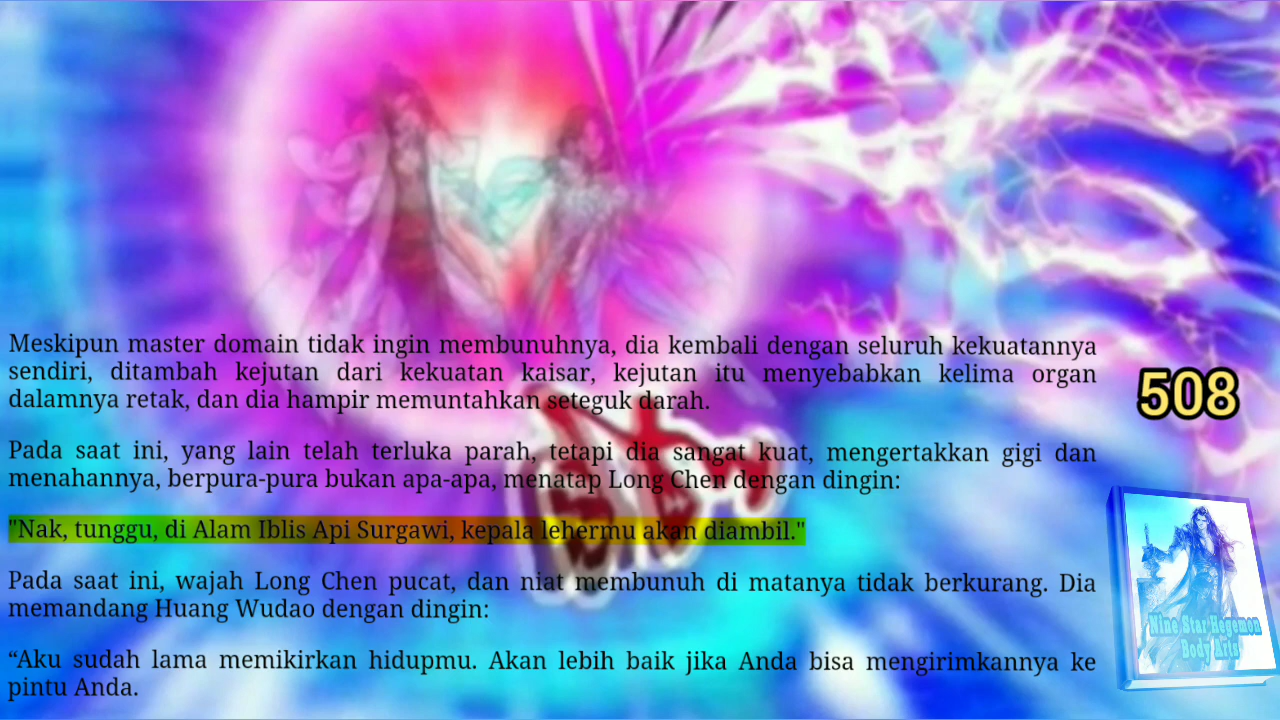 Meskipun master domain tidak ingin membunuhnya, dia kembali dengan seluruh kekuatannya
sendiri, ditambah kejutan dari kekuatan kaisar, kejutan itu menyebabkan kelima organ
dalamnya retak, dan dia hampir memuntahkan seteguk darah.
Pada saat ini, yang lain telah terluka parah, tetapi dia sangat kuat, mengertakkan gigi dan
menahannya, berpura-pura bukan apa-apa, menatap Long Chen dengan dingin:
"Nak, tunggu, di Alam Iblis Api Surgawi, kepala lehermu akan diambil."
Pada saat ini, wajah Long Chen pucat, dan niat membunuh di matanya tidak berkurang. Dia
memandang Huang Wudao dengan dingin:
“Aku sudah lama memikirkan hidupmu. Akan lebih baik jika Anda bisa mengirimkannya ke
pintu Anda.
508
Nine Star Hegemon
Body Arts